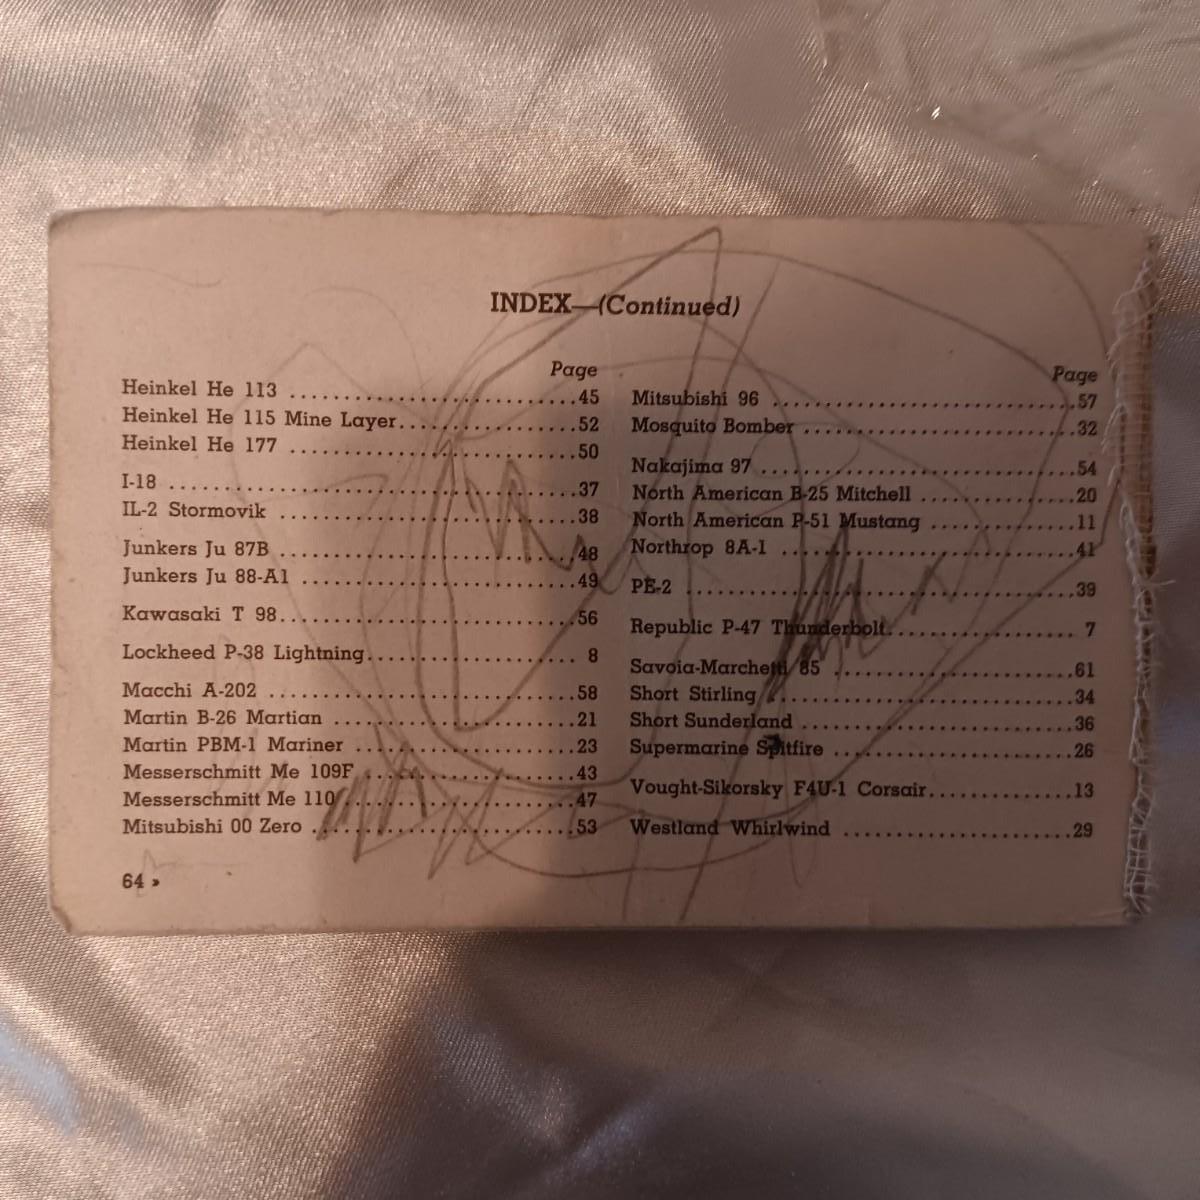 INDEX—(Continued)
Page
Heinkel He 113 ............................45
Heinkel He 115 Mine Layer..................52
Heinkel He 177 ............................50
I-18 ......................................37
IL-2 Stormovik ............................38
Junkers Ju 87B ............................48
Junkers Ju 88-A1 ..........................49
Kawasaki T 98..............................56
Lockheed P-38 Lightning.................... 8
Macchi A-202 ..............................58
Martin B-26 Martian .......................21
Martin PBM-1 Mariner ......................23
Messerschmitt Me 109F .....................43
Messerschmitt Me 110.......................47
Mitsubishi 00 Zero ........................53
64
Page
Mitsubishi 96 .............................57
Mosquito Bomber ...........................32
Nakajima 97 ...............................54
North American B-25 Mitchell ..............20
North American P-51 Mustang ...............11
Northrop 8A-1 .............................41
PE-2 ......................................39
Republic P-47 Thunderbolt.................. 7
Savoia-Marchetti 85 .......................61
Short Stirling ............................34
Short Sunderland ..........................36
Supermarine Spitfire ......................26
Vought-Sikorsky F4U-1 Corsair..............13
Westland Whirlwind ........................29